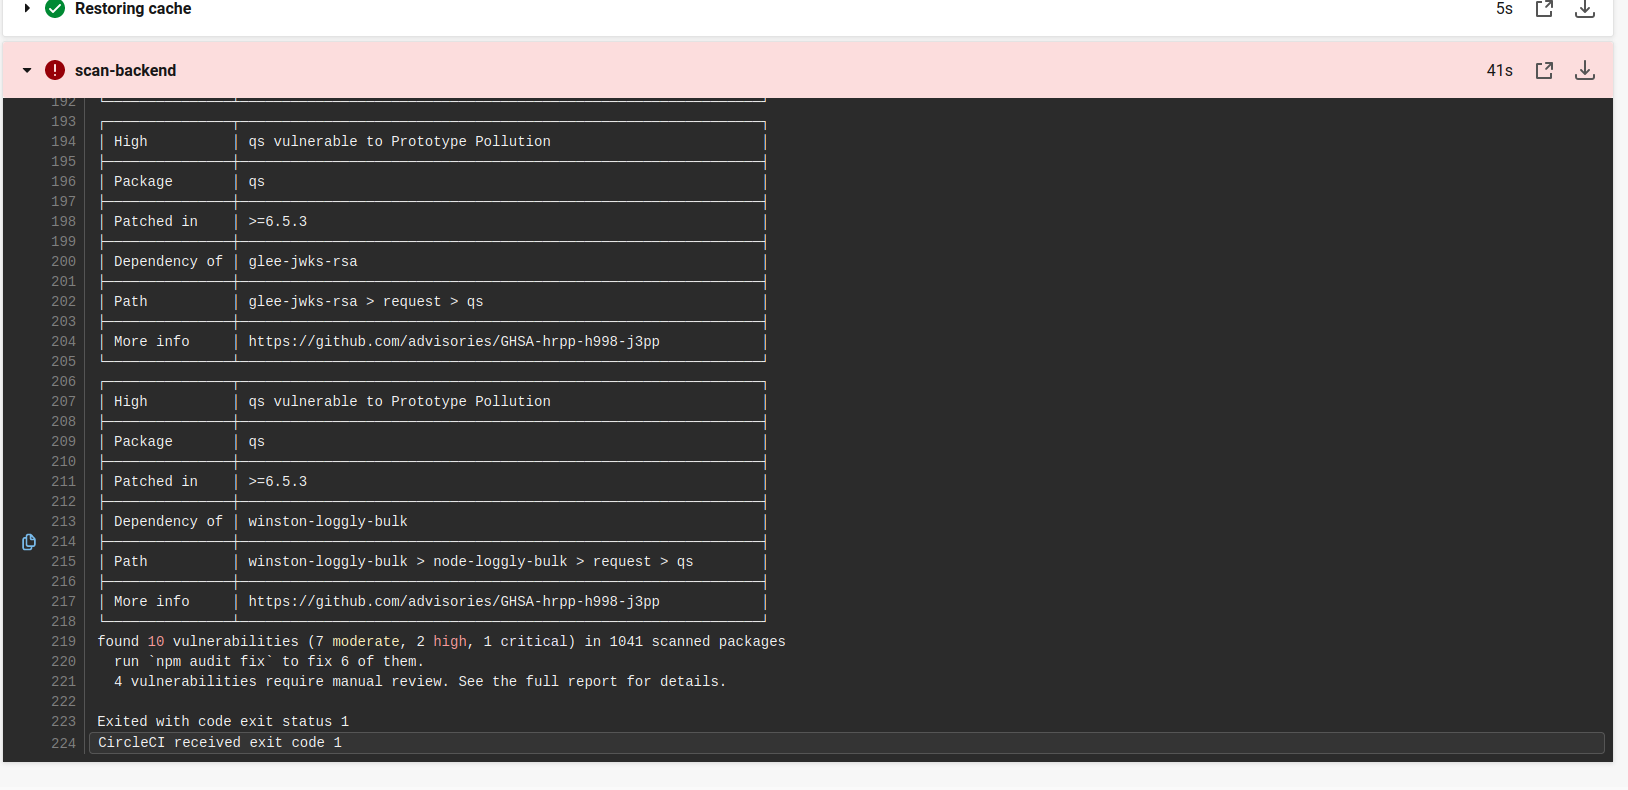 Restoring cache 5s
scan-backend 41s
192
193
194 High qs vulnerable to Prototype Pollution
195
196 Package qs
197
198 Patched in >=6.5.3
199
200 Dependency of glee-jwks-rsa
201
202 Path glee-jwks-rsa > request > qs
203
204 More info https://github.com/advisories/GHSA-hrpp-h998-j3pp
205
206
207 High qs vulnerable to Prototype Pollution
208
209 Package qs
210
211 Patched in >=6.5.3
212
213 Dependency of winston-loggly-bulk
214
215 Path winston-loggly-bulk > node-loggly-bulk > request > qs
216
217 More info https://github.com/advisories/GHSA-hrpp-h998-j3pp
218
219 found 10 vulnerabilities (7 moderate, 2 high, 1 critical) in 1041 scanned packages
220 run `npm audit fix` to fix 6 of them.
221 4 vulnerabilities require manual review. See the full report for details.
222
223 Exited with code exit status 1
224 CircleCI received exit code 1